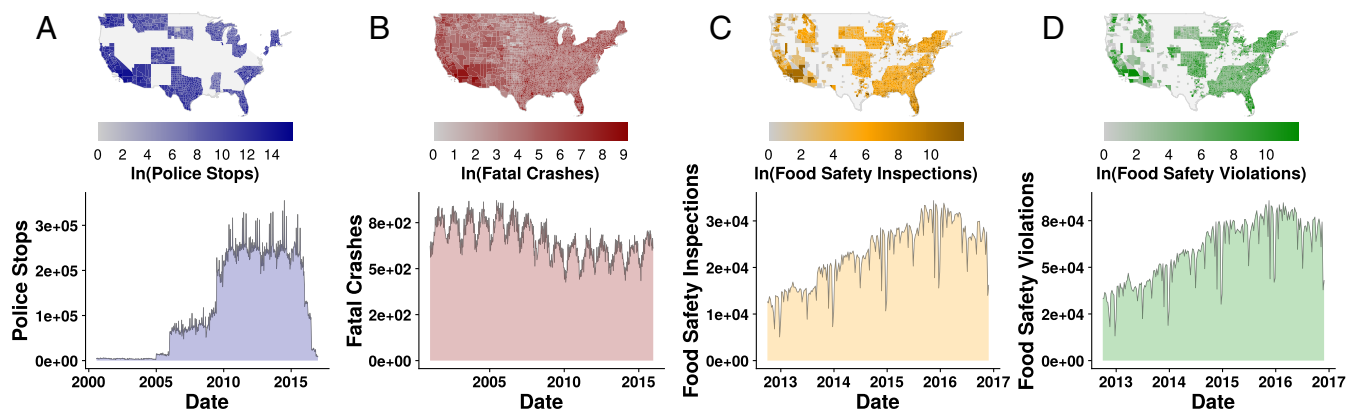 A
0 2 4 6 8 10 12 14
ln(Police Stops)
Police Stops
3e+05
2e+05
1e+05
0e+00
2000 2005 2010 2015
Date
B
0 1 2 3 4 5 6 7 8 9
ln(Fatal Crashes)
Fatal Crashes
8e+02
5e+02
2e+02
0e+00
2005 2010 2015
Date
C
0 2 4 6 8 10
ln(Food Safety Inspections)
Food Safety Inspections
3e+04
2e+04
1e+04
0e+00
2013 2014 2015 2016 2017
Date
D
0 2 4 6 8 10
ln(Food Safety Violations)
Food Safety Violations
8e+04
5e+04
2e+04
0e+00
2013 2014 2015 2016 2017
Date